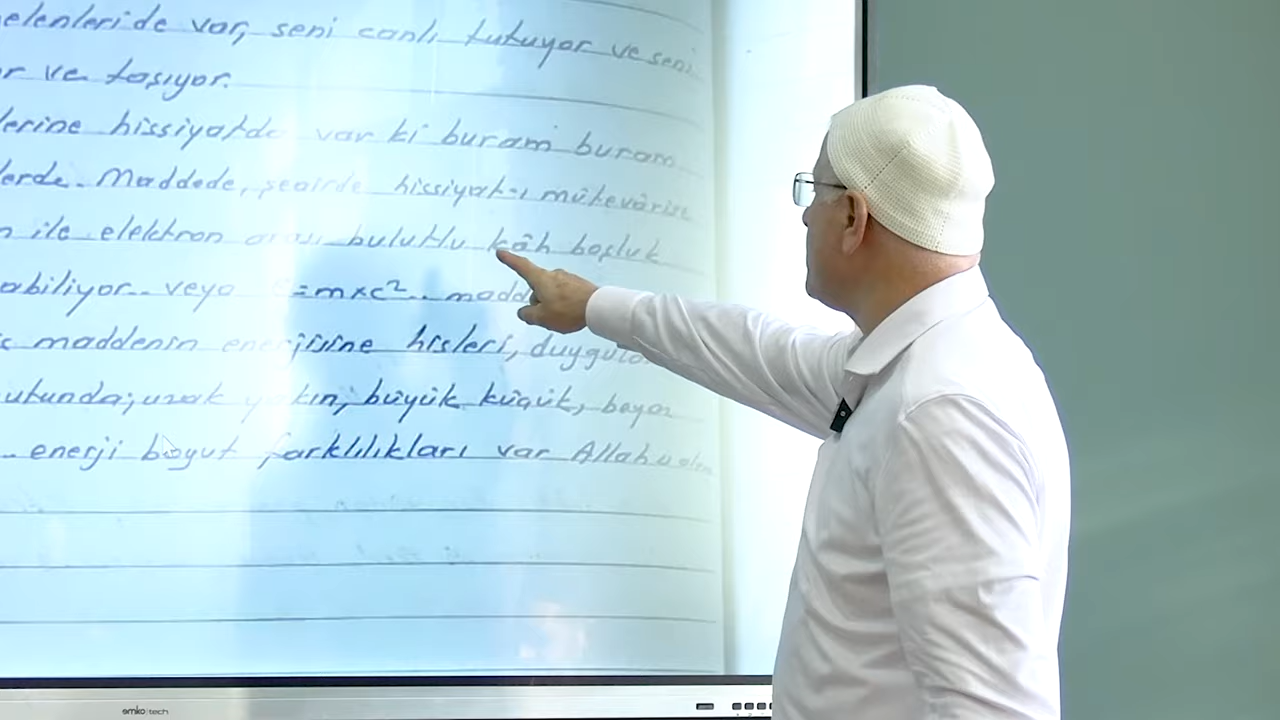 elenleri de var, seni canlı tutuyor ve seni
r ve taşıyor.
lerine hissiyatda var ki buram buram
lerde. Maddede, şeairde hissiyat-ı mütevârise
n ile elektron arası bulutlu kâh boşluk
abiliyor.. veya E=mxc².. madd
maddenin enerjisine hisleri, duygula
utunda; uzak yakın, büyük küçük, beyaz
.. enerji boyut farklılıkları var Allahu alem
emko|tech